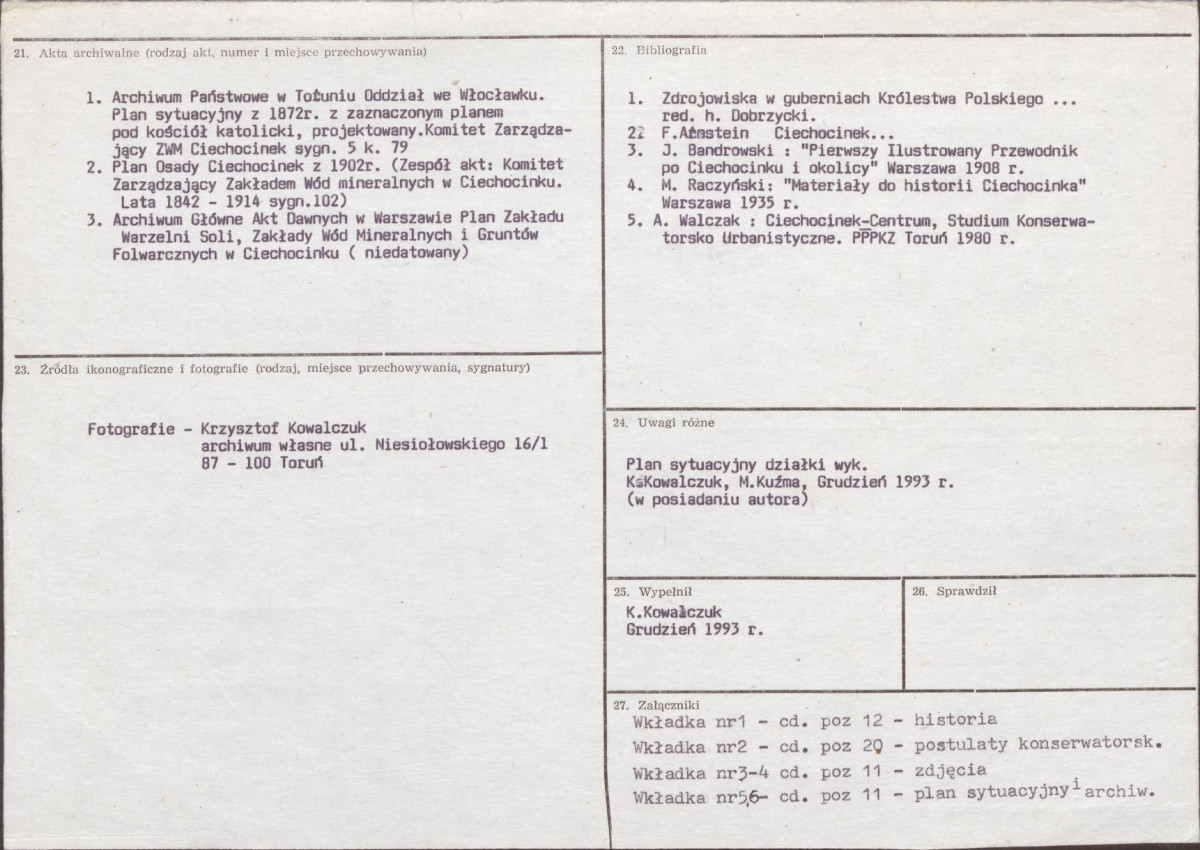 21. Akta archiwalne (rodzaj akt, numer i miejsce przechowywania)
1. Archiwum Państwowe w Totuniu Oddział we Włocławku.
Plan sytuacyjny z 1872r. z zaznaczonym planem
pod kościół katolicki, projektowany.Komitet Zarządza-
jący ZWM Ciechocinek sygn. 5 k. 79
2. Plan Osady Ciechocinek z 1902r. (Zespół akt: Komitet
Zarządzający Zakładem Wód mineralnych w Ciechocinku.
Lata 1842 - 1914 sygn.102)
3. Archiwum Główne Akt Dawnych w Warszawie Plan Zakładu
Warzelni Soli, Zakłady Wód Mineralnych i Gruntów
Folwarcznych w Ciechocinku ( niedatowany)
22. Bibliografia
1. Zdrojowiska w guberniach Królestwa Polskiego ...
red. h. Dobrzycki.
2. F.Arnstein Ciechocinek...
3. J. Bandrowski : "Pierwszy Ilustrowany Przewodnik
po Ciechocinku i okolicy" Warszawa 1908 r.
4. M. Raczyński: "Materiały do historii Ciechocinka"
Warszawa 1935 r.
5. A. Walczak : Ciechocinek-Centrum, Studium Konserwa-
torsko Urbanistyczne. PPPKZ Toruń 1980 r.
23. Źródła ikonograficzne i fotografie (rodzaj, miejsce przechowywania, sygnatury)
Fotografie - Krzysztof Kowalczuk
archiwum własne ul. Niesiołowskiego 16/1
87 - 100 Toruń
24. Uwagi różne
Plan sytuacyjny działki wyk.
K.Kowalczuk, M.Kuźma, Grudzień 1993 r.
(w posiadaniu autora)
25. Wypełnił
K.Kowalczuk
Grudzień 1993 r.
26. Sprawdził
27. Załączniki
Wkładka nr1 - cd. poz 12 - historia
Wkładka nr2 - cd. poz 20 - postulaty konserwatorsk.
Wkładka nr3-4 cd. poz 11 - zdjęcia
Wkładka nr5,6- cd. poz 11 - plan sytuacyjny i archiw.